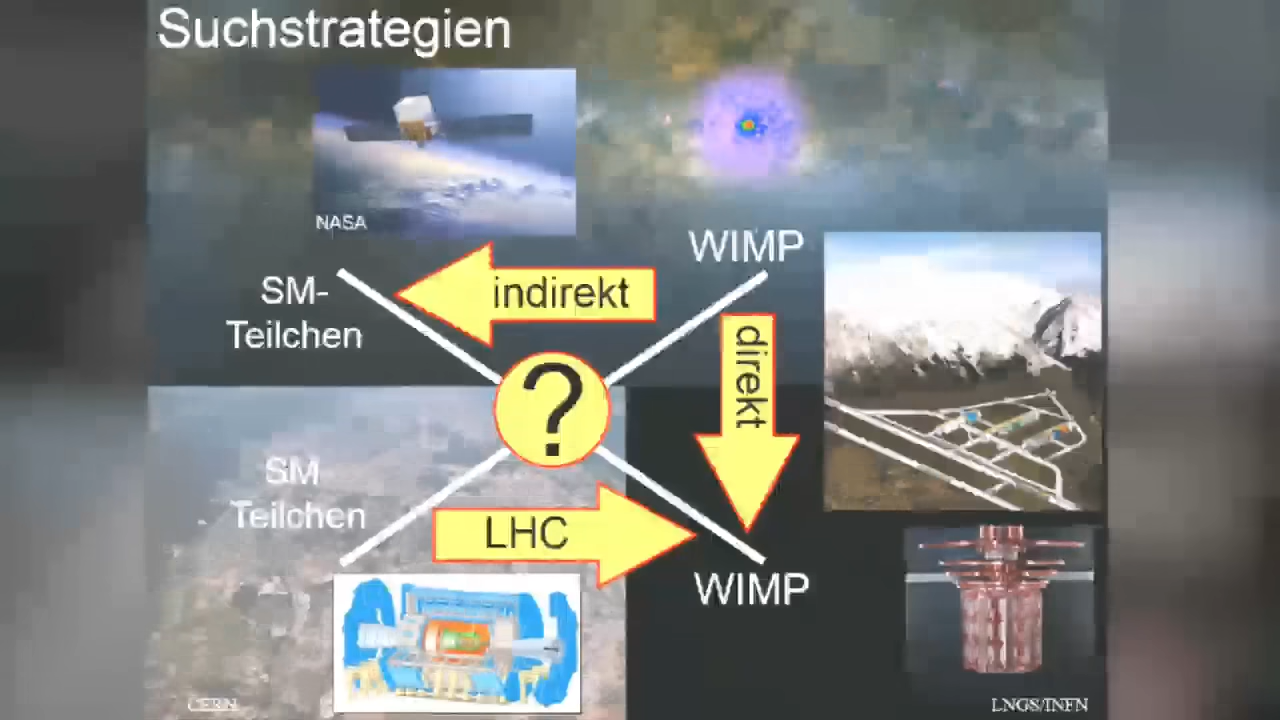 Suchstrategien
NASA
WIMP
SM-
Teilchen
indirekt
direkt
?
SM
Teilchen
LHC
WIMP
CERN
LNGS/INFN